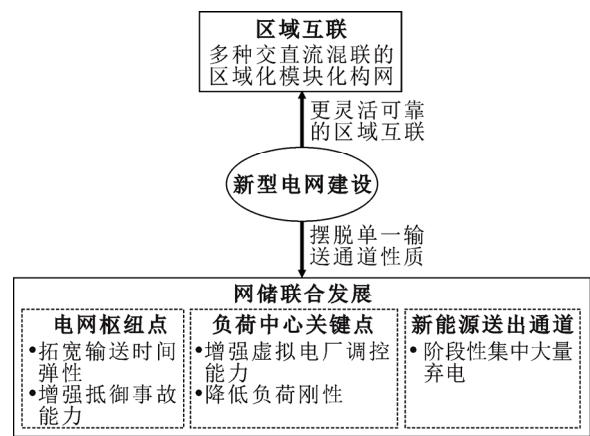 区域互联
多种交直流混联的
区域化模块化构网
更灵活可靠
的区域互联
新型电网建设
摆脱单一输
送通道性质
网储联合发展
电网枢纽点
•拓宽输送时间
弹性
•增强抵御事故
能力
负荷中心关键点
•增强虚拟电厂调控
能力
•降低负荷刚性
新能源送出通道
• 阶段性集中大量
弃电